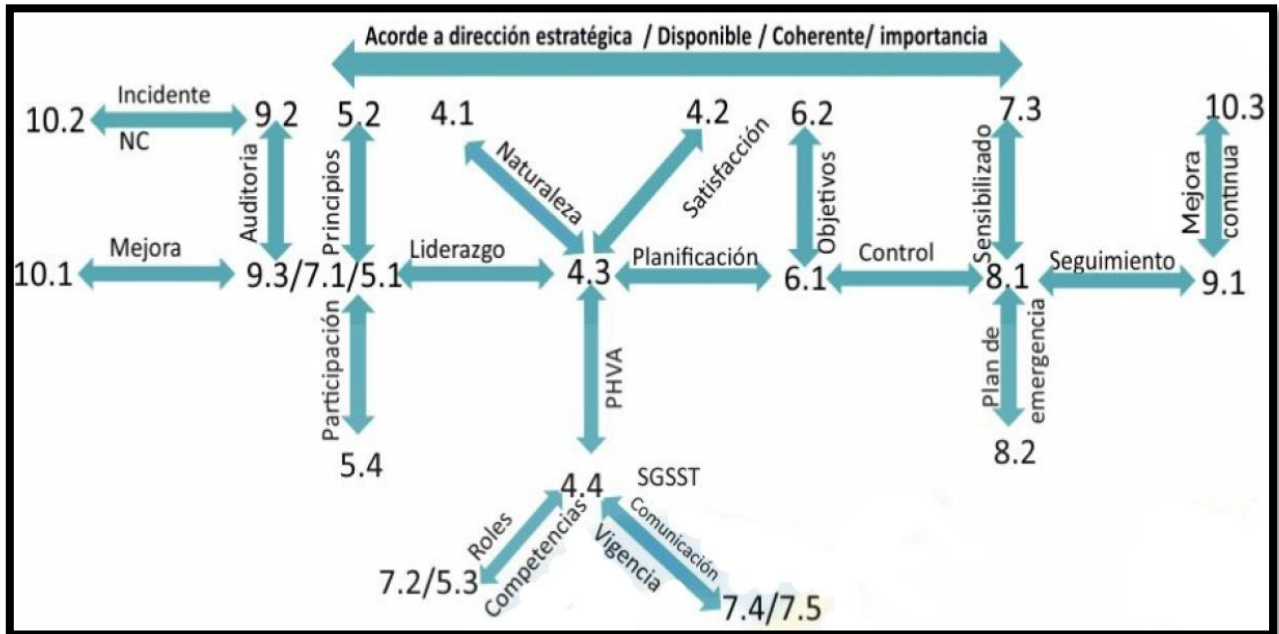 Acorde a dirección estratégica / Disponible / Coherente/ importancia
Incidente
10.2
NC
9.2
5.2
4.1
4.2
6.2
7.3
10.3
Auditoria
Principios
Naturaleza
Satisfacción
Objetivos
Sensibilizado
Mejora
continua
10.1
Mejora
9.3/7.1/5.1
Liderazgo
4.3
Planificación
6.1
Control
8.1
Seguimiento
9.1
Participación
PHVA
Plan de
emergencia
5.4
8.2
4.4
SGSST
Roles
Competencias
Comunicación
Vigencia
7.2/5.3
7.4/7.5